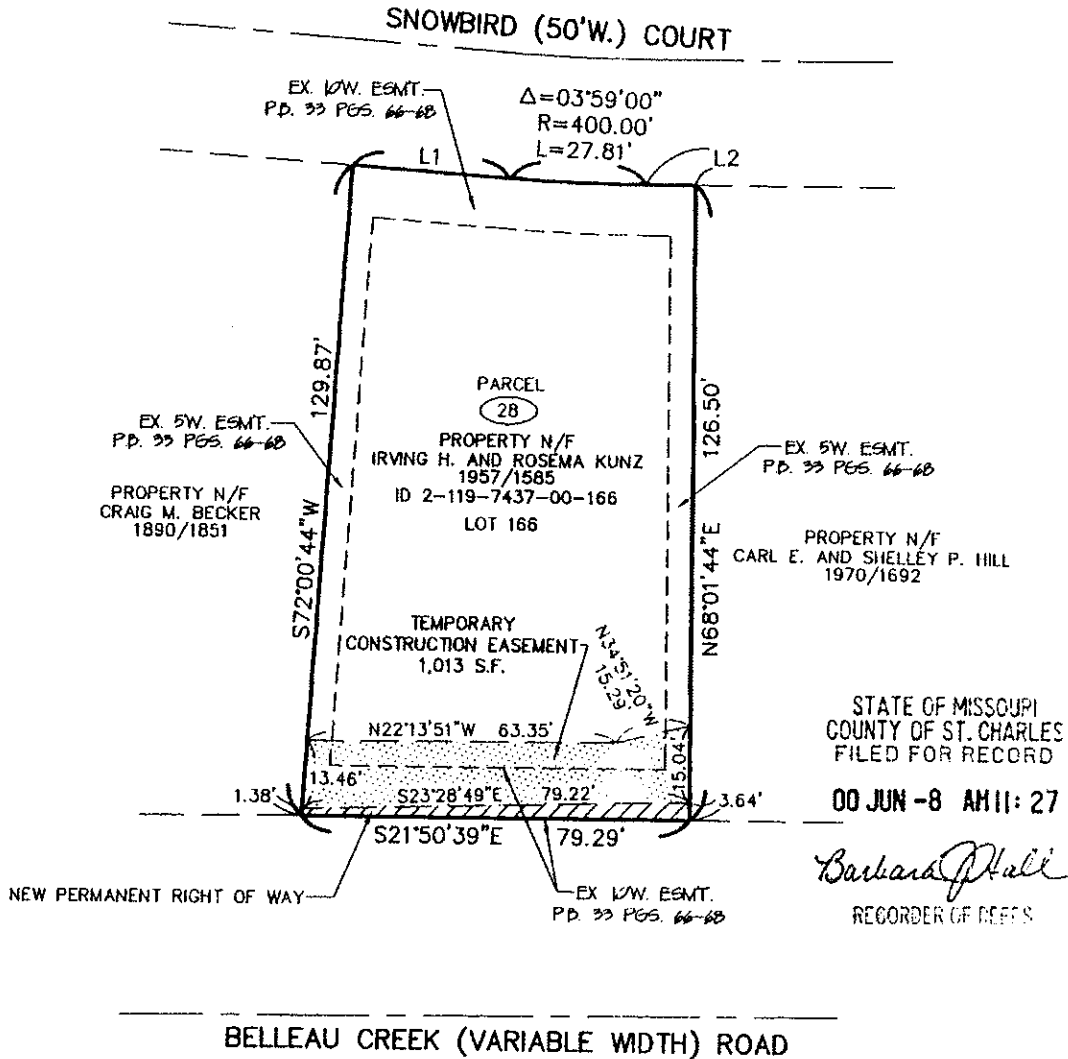 SNOWBIRD (50'W.) COURT
EX. 10'W. ESMT.
P.B. 33 PGS. 66-68
Δ=03°59'00"
R=400.00'
L=27.81'
L1
L2
129.87'
S72°00'44"W
126.50'
N68°01'44"E
PARCEL
28
PROPERTY N/F
IRVING H. AND ROSEMA KUNZ
1957/1585
ID 2-119-7437-00-166
LOT 166
EX. 5'W. ESMT.
P.B. 33 PGS. 66-68
PROPERTY N/F
CRAIG M. BECKER
1890/1851
EX. 5'W. ESMT.
P.B. 33 PGS. 66-68
PROPERTY N/F
CARL E. AND SHELLEY P. HILL
1970/1692
TEMPORARY
CONSTRUCTION EASEMENT
1,013 S.F.
N34°51'20"W
15.29'
N22°13'51"W 63.35'
13.46'
15.04'
1.38'
S23°28'49"E 79.22'
3.64'
S21°50'39"E 79.29'
NEW PERMANENT RIGHT OF WAY
EX 10'W. ESMT.
P.B. 33 PGS. 66-68
STATE OF MISSOURI
COUNTY OF ST. CHARLES
FILED FOR RECORD
00 JUN -8 AM 11: 27
Barbara J Hall
RECORDER OF DEEDS
BELLEAU CREEK (VARIABLE WIDTH) ROAD